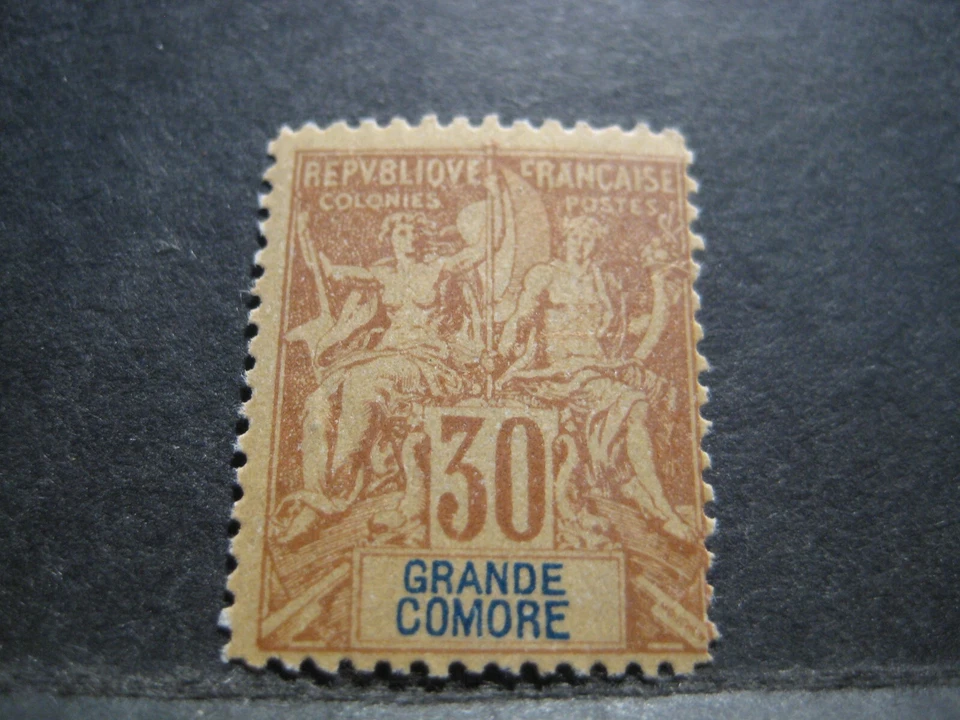 REPVBLIQVE FRANÇAISE
COLONIES POSTES
30
GRANDE
COMORE